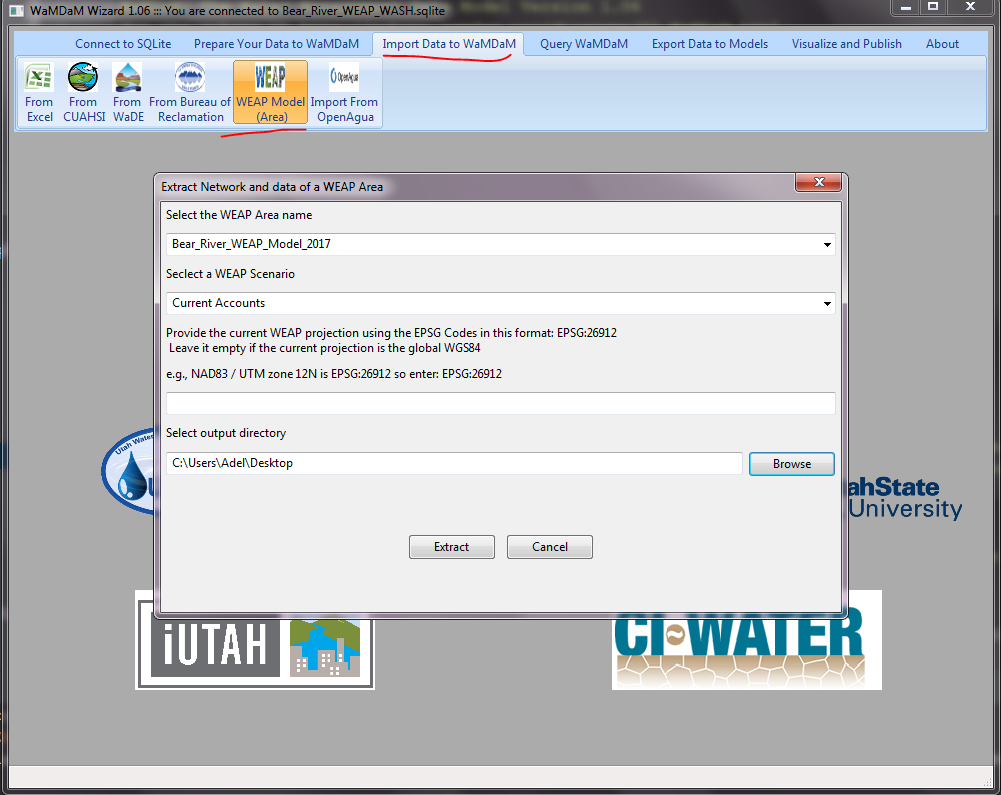 WaMDaM Wizard 1.06 ::: You are connected to Bear_River_WEAP_WASH.sqlite
Connect to SQLite Prepare Your Data to WaMDaM Import Data to WaMDaM Query WaMDaM Export Data to Models Visualize and Publish About
WEAP OpenAgua
From Excel
From CUAHSI
From WaDE
From Bureau of Reclamation
WEAP Model (Area)
Import From OpenAgua
Extract Network and data of a WEAP Area
Select the WEAP Area name
Bear_River_WEAP_Model_2017
Seclect a WEAP Scenario
Current Accounts
Provide the current WEAP projection using the EPSG Codes in this format: EPSG:26912
Leave it empty if the current projection is the global WGS84
e.g., NAD83 / UTM zone 12N is EPSG:26912 so enter: EPSG:26912
Select output directory
C:\Users\Adel\Desktop
Browse
Extract Cancel
Utah Water
ahState
University
iUTAH
CI-WATER